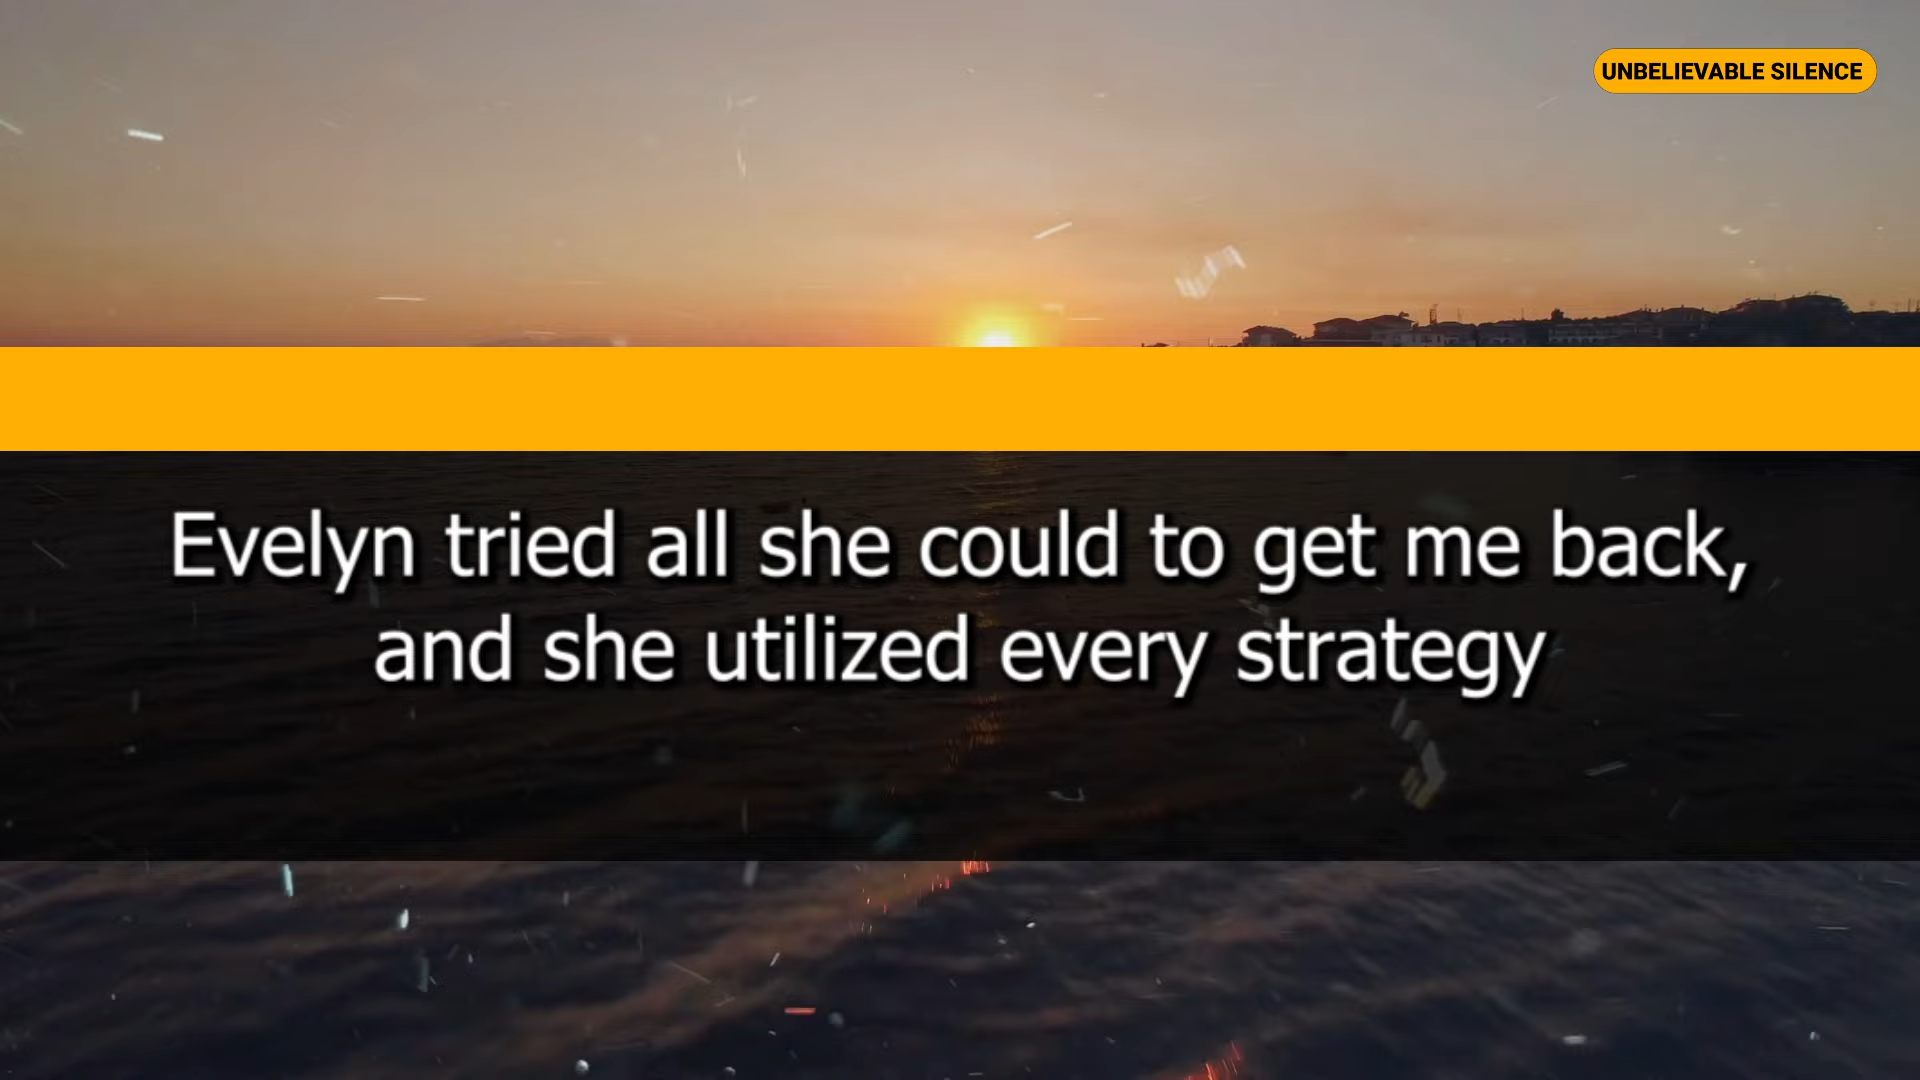 UNBELIEVABLE SILENCE
Evelyn tried all she could to get me back,
and she utilized every strategy